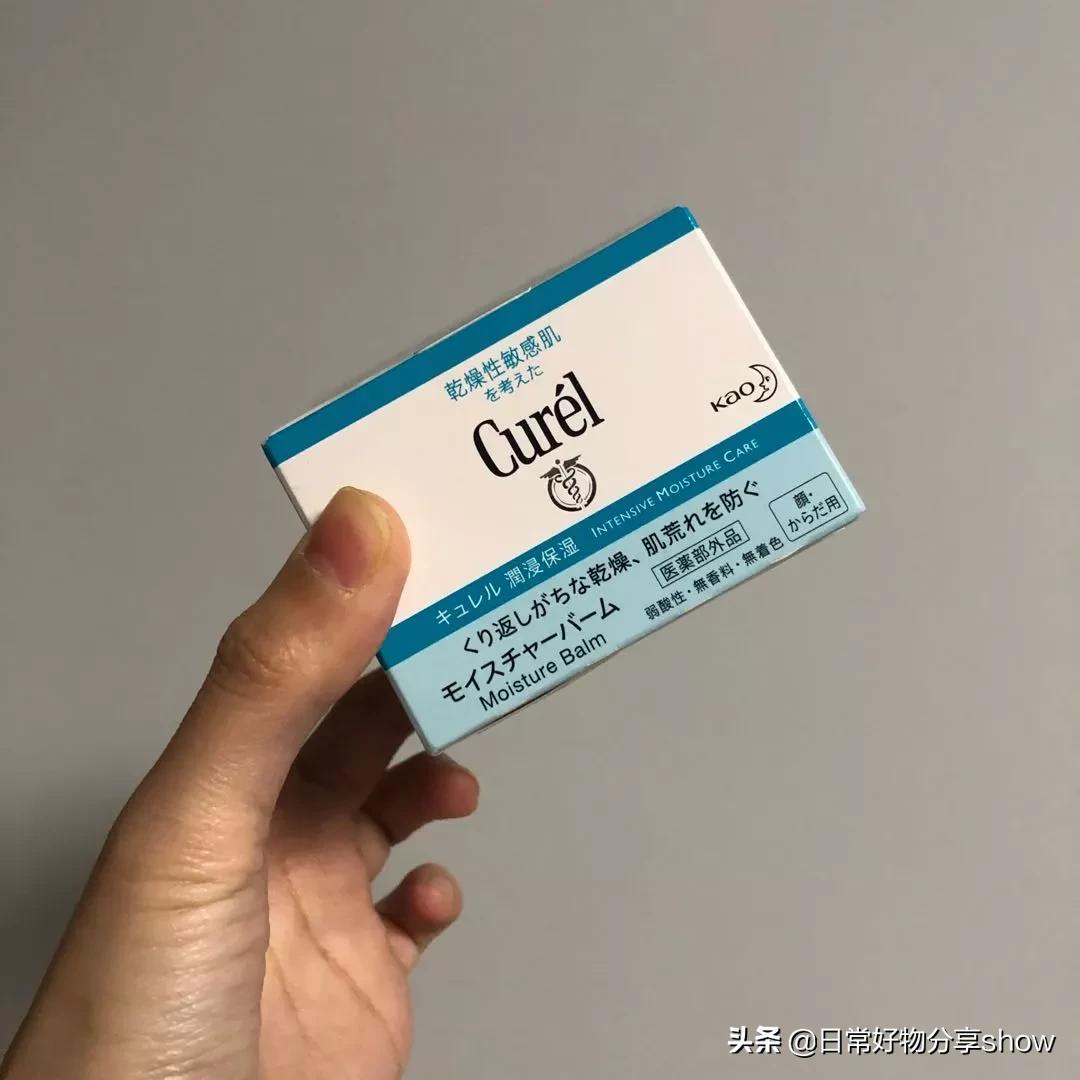 乾燥性敏感肌
を考えた
Curél
Kao
キュレル 潤浸保湿 INTENSIVE MOISTURE CARE
くり返しがちな乾燥、肌荒れを防ぐ
モイスチャーバーム
Moisture Balm
医薬部外品
弱酸性・無香料・無着色
顔・
からだ用
头条 @日常好物分享show